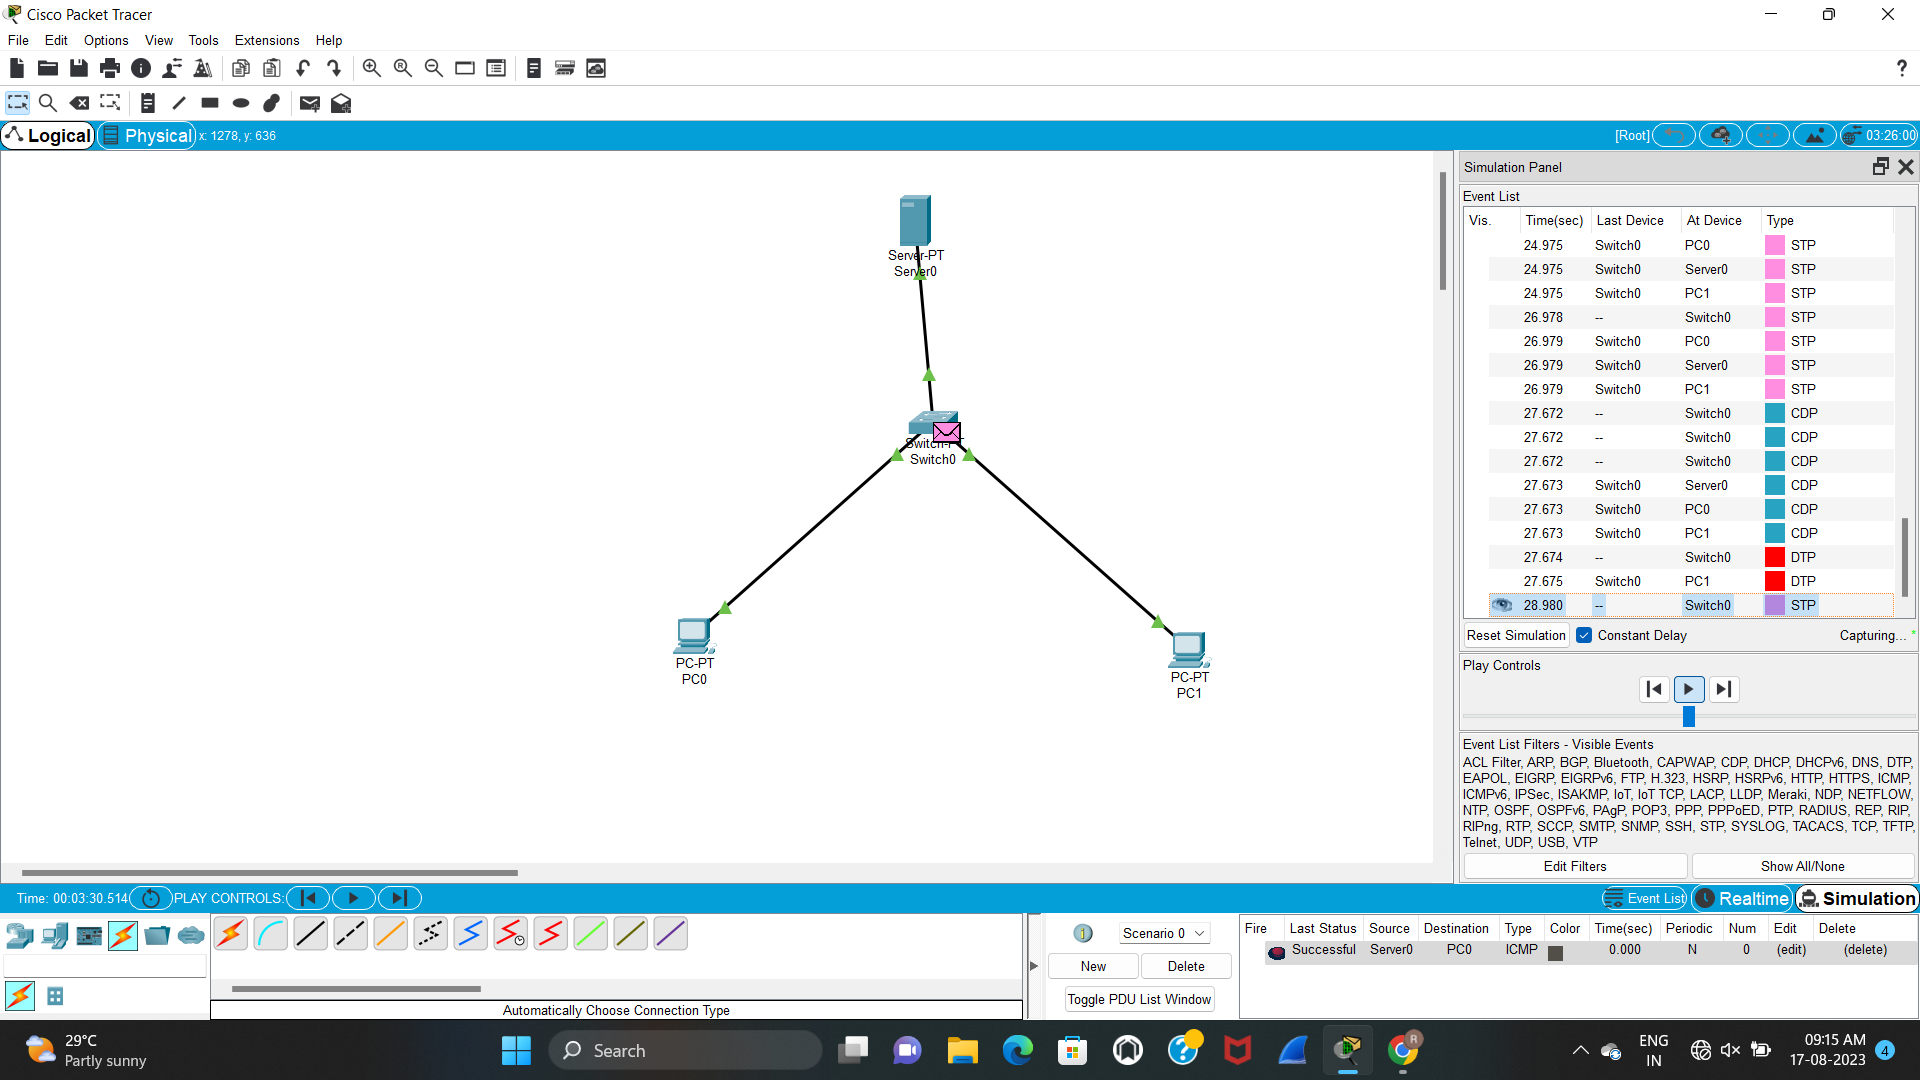 Cisco Packet Tracer
File Edit Options View Tools Extensions Help
?
Logical Physical x: 1278, y: 636
[Root] 03:26:00
Server-PT
Server0
Switch0
PC-PT
PC0
PC-PT
PC1
Simulation Panel
Event List
Vis. Time(sec) Last Device At Device Type
24.975 Switch0 PC0 STP
24.975 Switch0 Server0 STP
24.975 Switch0 PC1 STP
26.978 -- Switch0 STP
26.979 Switch0 PC0 STP
26.979 Switch0 Server0 STP
26.979 Switch0 PC1 STP
27.672 -- Switch0 CDP
27.672 -- Switch0 CDP
27.672 -- Switch0 CDP
27.673 Switch0 Server0 CDP
27.673 Switch0 PC0 CDP
27.673 Switch0 PC1 CDP
27.674 -- Switch0 DTP
27.675 Switch0 PC1 DTP
28.980 -- Switch0 STP
Reset Simulation Constant Delay Capturing...
Play Controls
Event List Filters - Visible Events
ACL Filter, ARP, BGP, Bluetooth, CAPWAP, CDP, DHCP, DHCPv6, DNS, DTP,
EAPOL, EIGRP, EIGRPv6, FTP, H.323, HSRP, HSRPv6, HTTP, HTTPS, ICMP,
ICMPv6, IPSec, ISAKMP, IoT, IoT TCP, LACP, LLDP, Meraki, NDP, NETFLOW,
NTP, OSPF, OSPFv6, PAgP, POP3, PPP, PPPoED, PTP, RADIUS, REP, RIP,
RIPng, RTP, SCCP, SMTP, SNMP, SSH, STP, SYSLOG, TACACS, TCP, TFTP,
Telnet, UDP, USB, VTP
Edit Filters Show All/None
Time: 00:03:30.514 PLAY CONTROLS:
Event List Realtime Simulation
Automatically Choose Connection Type
1 Scenario 0
New Delete
Toggle PDU List Window
Fire Last Status Source Destination Type Color Time(sec) Periodic Num Edit Delete
Successful Server0 PC0 ICMP 0.000 N 0 (edit) (delete)
29°C
Partly sunny
Search
R
ENG
IN
09:15 AM
17-08-2023
4